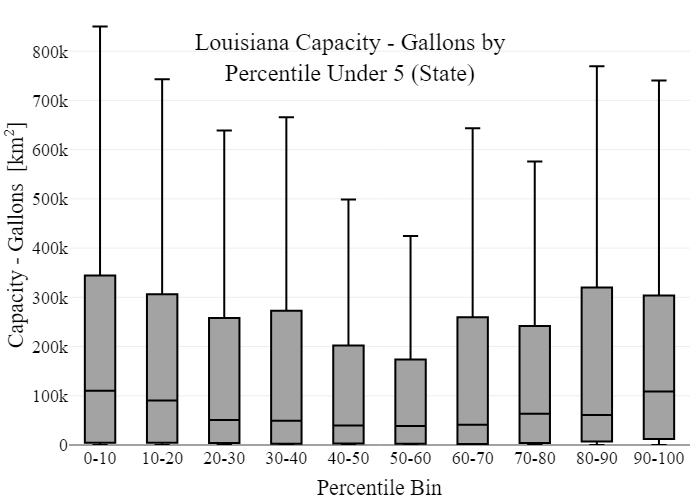 Louisiana Capacity - Gallons by
Percentile Under 5 (State)
Capacity - Gallons [km²]
800k
700k
600k
500k
400k
300k
200k
100k
0
0-10 10-20 20-30 30-40 40-50 50-60 60-70 70-80 80-90 90-100
Percentile Bin